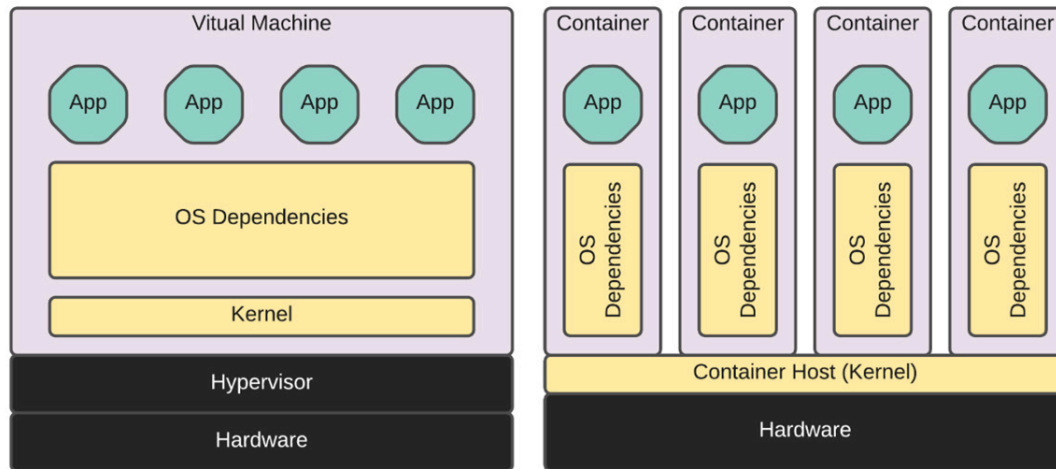 Vitual Machine
App
App
App
App
OS Dependencies
Kernel
Hypervisor
Hardware
Container
Container
Container
Container
App
App
App
App
OS
Dependencies
OS
Dependencies
OS
Dependencies
OS
Dependencies
Container Host (Kernel)
Hardware